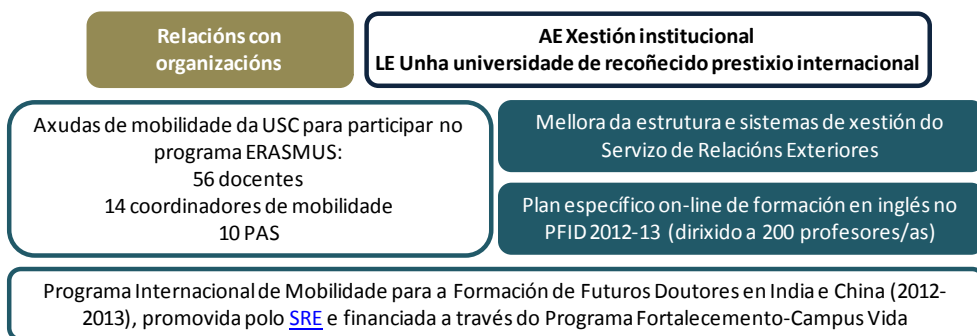 Relacións con
organizacións
AE Xestión institucional
LE Unha universidade de recoñecido prestixio internacional
Axudas de mobilidade da USC para participar no
programa ERASMUS:
56 docentes
14 coordinadores de mobilidade
10 PAS
Mellora da estrutura e sistemas de xestión do
Servizo de Relacións Exteriores
Plan específico on-line de formación en inglés no
PFID 2012-13 (dirixido a 200 profesores/as)
Programa Internacional de Mobilidade para a Formación de Futuros Doutores en India e China (2012-
2013), promovida polo SRE e financiada a través do Programa Fortalecemento-Campus Vida